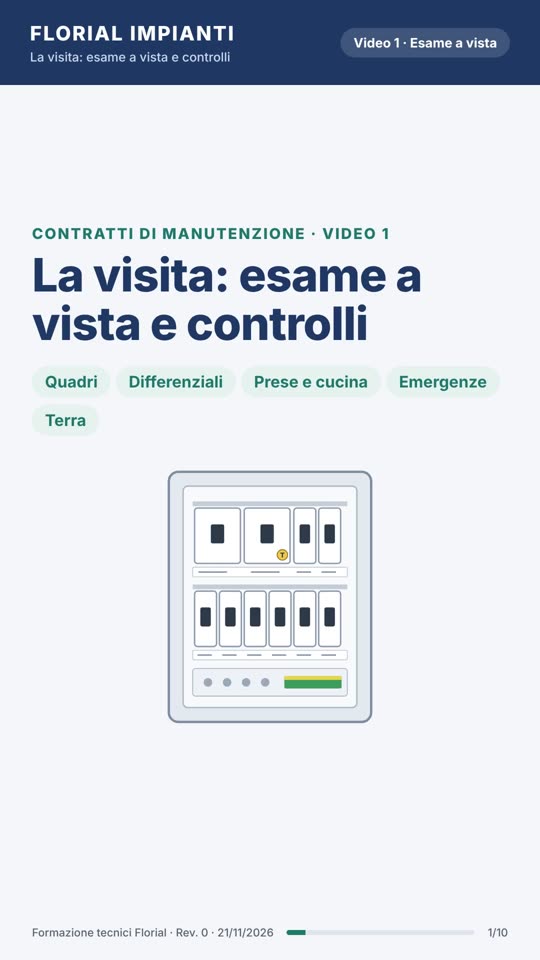 FLORIAL IMPIANTI
La visita: esame a vista e controlli
Video 1 · Esame a vista
CONTRATTI DI MANUTENZIONE · VIDEO 1
La visita: esame a
vista e controlli
Quadri Differenziali Prese e cucina Emergenze
Terra
T
Formazione tecnici Florial · Rev. 0 · 21/11/2026 1/10